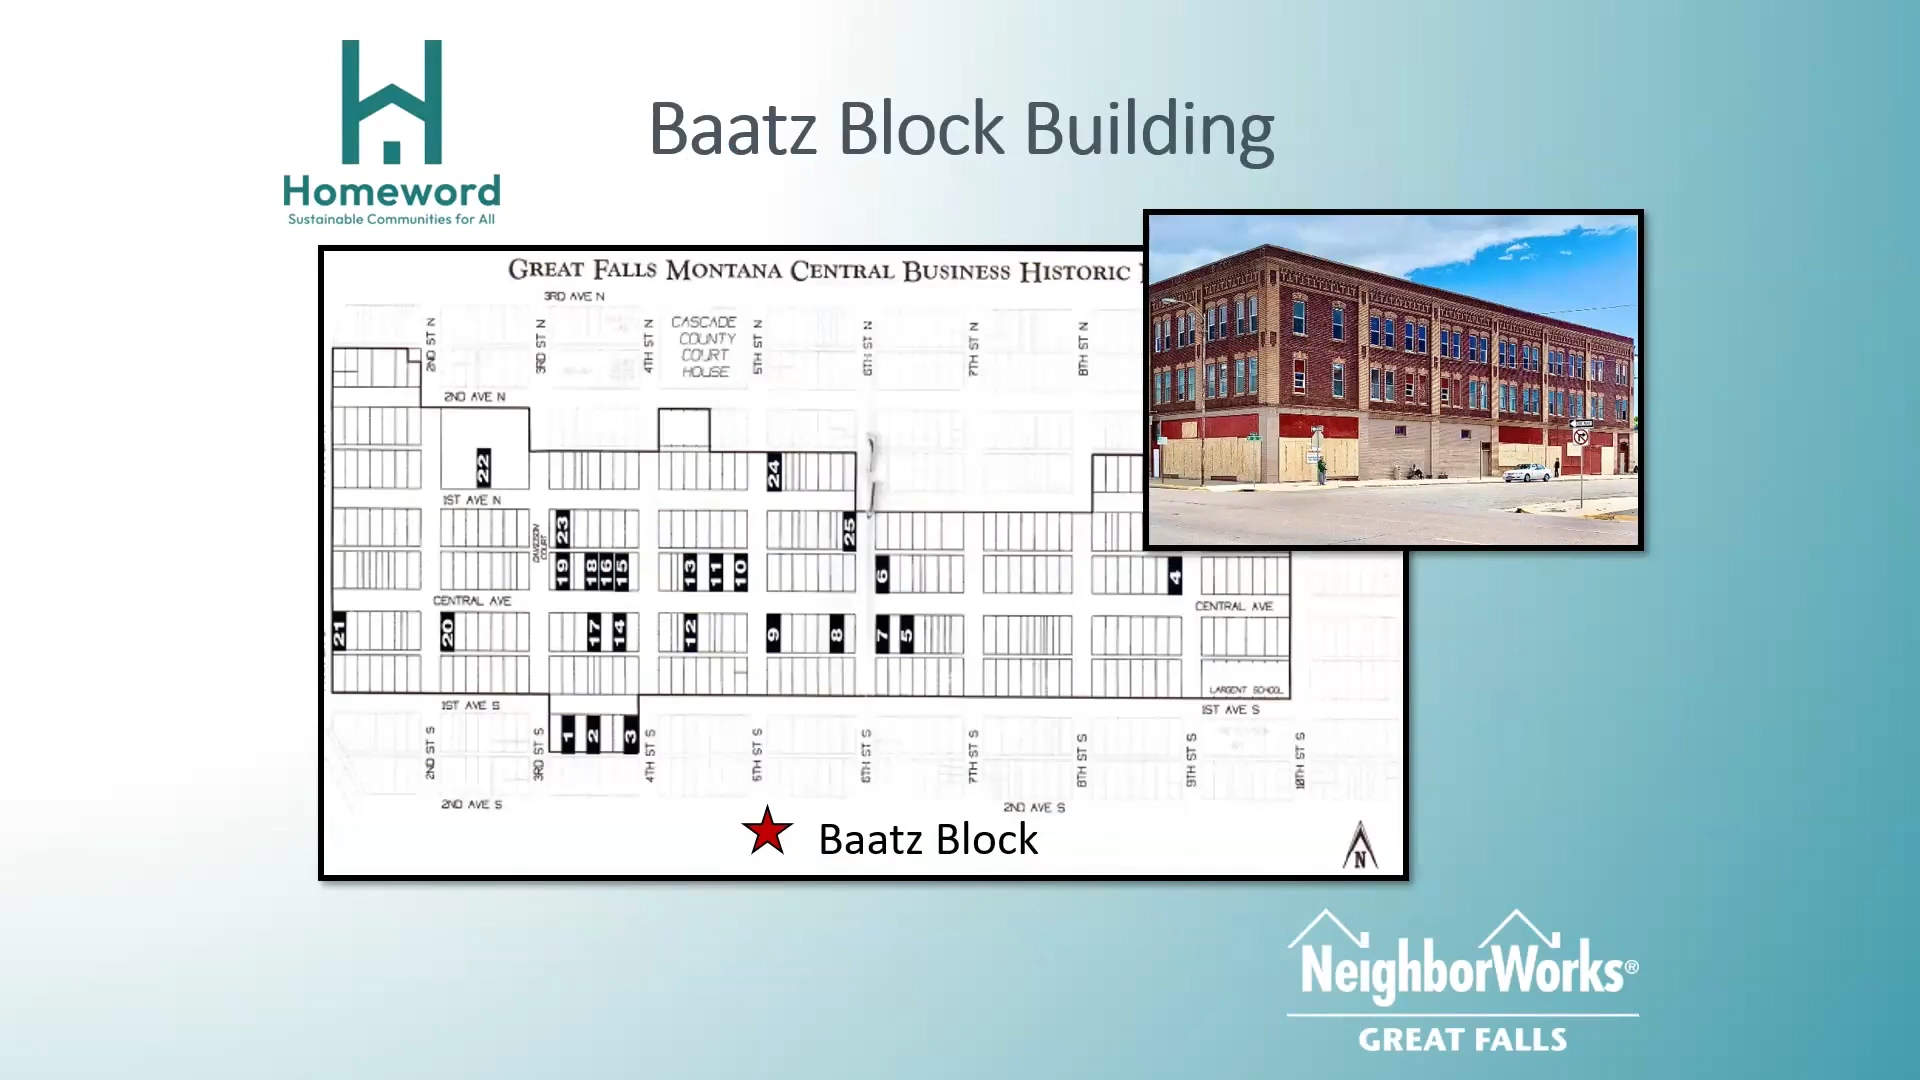 Homeword
Sustainable Communities for All
Baatz Block Building
GREAT FALLS MONTANA CENTRAL BUSINESS HISTORIC
3RD AVE N
2ND ST N
3RD ST N
4TH ST N
CASCADE
COUNTY
COURT
HOUSE
5TH ST N
6TH ST N
7TH ST N
8TH ST N
2ND AVE N
22
24
1ST AVE N
DAVIDSON
COURT
23
25
19
18
16
15
13
11
10
6
4
CENTRAL AVE
CENTRAL AVE
21
20
17
14
12
9
8
7
5
LARGENT SCHOOL
1ST AVE S
1ST AVE S
1
2
3
2ND ST S
3RD ST S
4TH ST S
5TH ST S
6TH ST S
7TH ST S
8TH ST S
9TH ST S
10TH ST S
2ND AVE S
2ND AVE S
Baatz Block
N
NeighborWorks®
GREAT FALLS